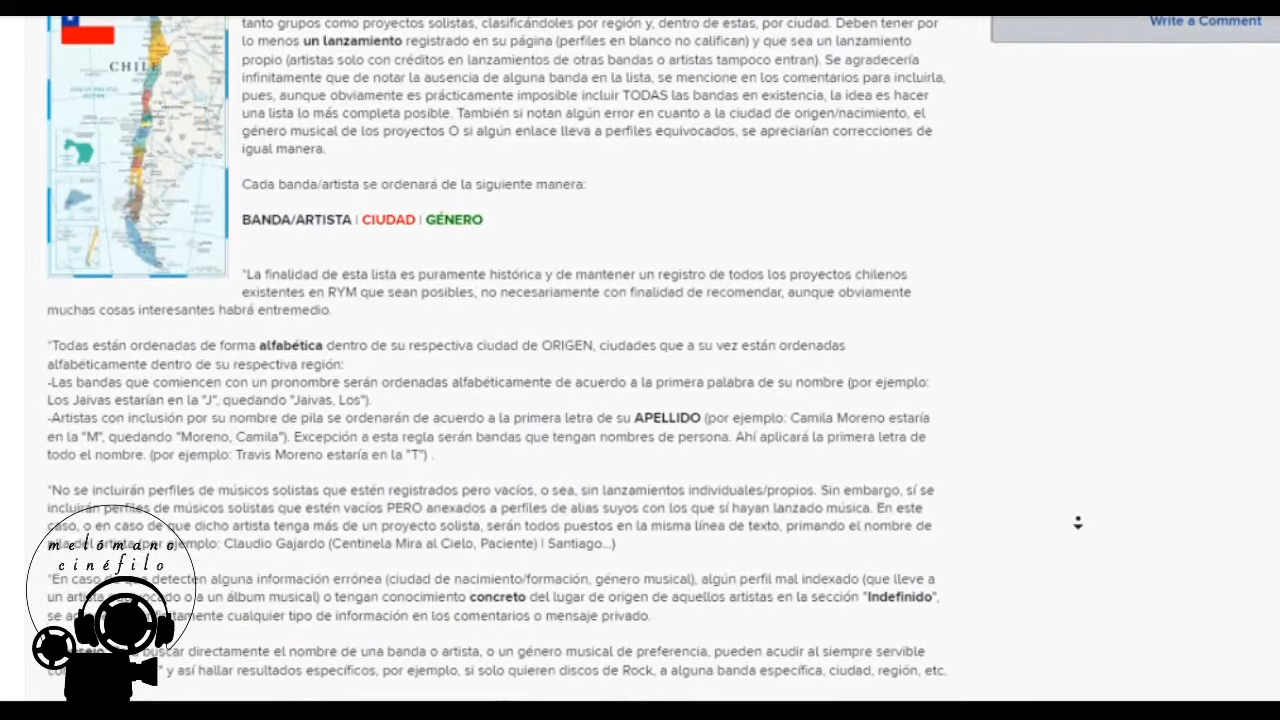 Write a Comment
CHILE
tanto grupos como proyectos solistas, clasificándoles por región y, dentro de estas, por ciudad. Deben tener por
lo menos un lanzamiento registrado en su página (perfiles en blanco no califican) y que sea un lanzamiento
propio (artistas solo con créditos en lanzamientos de otras bandas o artistas tampoco entran). Se agradecería
infinitamente que de notar la ausencia de alguna banda en la lista, se mencione en los comentarios para incluirla,
pues, aunque obviamente es prácticamente imposible incluir TODAS las bandas en existencia, la idea es hacer
una lista lo más completa posible. También si notan algún error en cuanto a la ciudad de origen/nacimiento, el
género musical de los proyectos O si algún enlace lleva a perfiles equivocados, se apreciarían correcciones de
igual manera.
Cada banda/artista se ordenará de la siguiente manera:
BANDA/ARTISTA | CIUDAD | GÉNERO
*La finalidad de esta lista es puramente histórica y de mantener un registro de todos los proyectos chilenos
existentes en RYM que sean posibles, no necesariamente con finalidad de recomendar, aunque obviamente
muchas cosas interesantes habrá entremedio.
*Todas están ordenadas de forma alfabética dentro de su respectiva ciudad de ORIGEN, ciudades que a su vez están ordenadas
alfabéticamente dentro de su respectiva región:
-Las bandas que comiencen con un pronombre serán ordenadas alfabéticamente de acuerdo a la primera palabra de su nombre (por ejemplo:
Los Jaivas estarían en la "J", quedando "Jaivas, Los").
-Artistas con inclusión por su nombre de pila se ordenarán de acuerdo a la primera letra de su APELLIDO (por ejemplo: Camila Moreno estaría
en la "M", quedando "Moreno, Camila"). Excepción a esta regla serán bandas que tengan nombres de persona. Ahí aplicará la primera letra de
todo el nombre. (por ejemplo: Travis Moreno estaría en la "T") .
*No se incluirán perfiles de músicos solistas que estén registrados pero vacíos, o sea, sin lanzamientos individuales/propios. Sin embargo, sí se
incluirán perfiles de músicos solistas que estén vacíos PERO anexados a perfiles de alias suyos con los que sí hayan lanzado música. En este
caso, o en caso de que dicho artista tenga más de un proyecto solista, serán todos puestos en la misma línea de texto, primando el nombre de
pila del artista (por ejemplo: Claudio Gajardo (Centinela Mira al Cielo, Paciente) | Santiago...)
melómano
cinéfilo
*En caso que detecten alguna información errónea (ciudad de nacimiento/formación, género musical), algún perfil mal indexado (que lleve a
un artista o a un álbum musical) o tengan conocimiento concreto del lugar de origen de aquellos artistas en la sección "Indefinido",
se cualquier tipo de información en los comentarios o mensaje privado.
buscar directamente el nombre de una banda o artista, o un género musical de preferencia, pueden acudir al siempre servible
" y así hallar resultados específicos, por ejemplo, si solo quieren discos de Rock, a alguna banda específica, ciudad, región, etc.